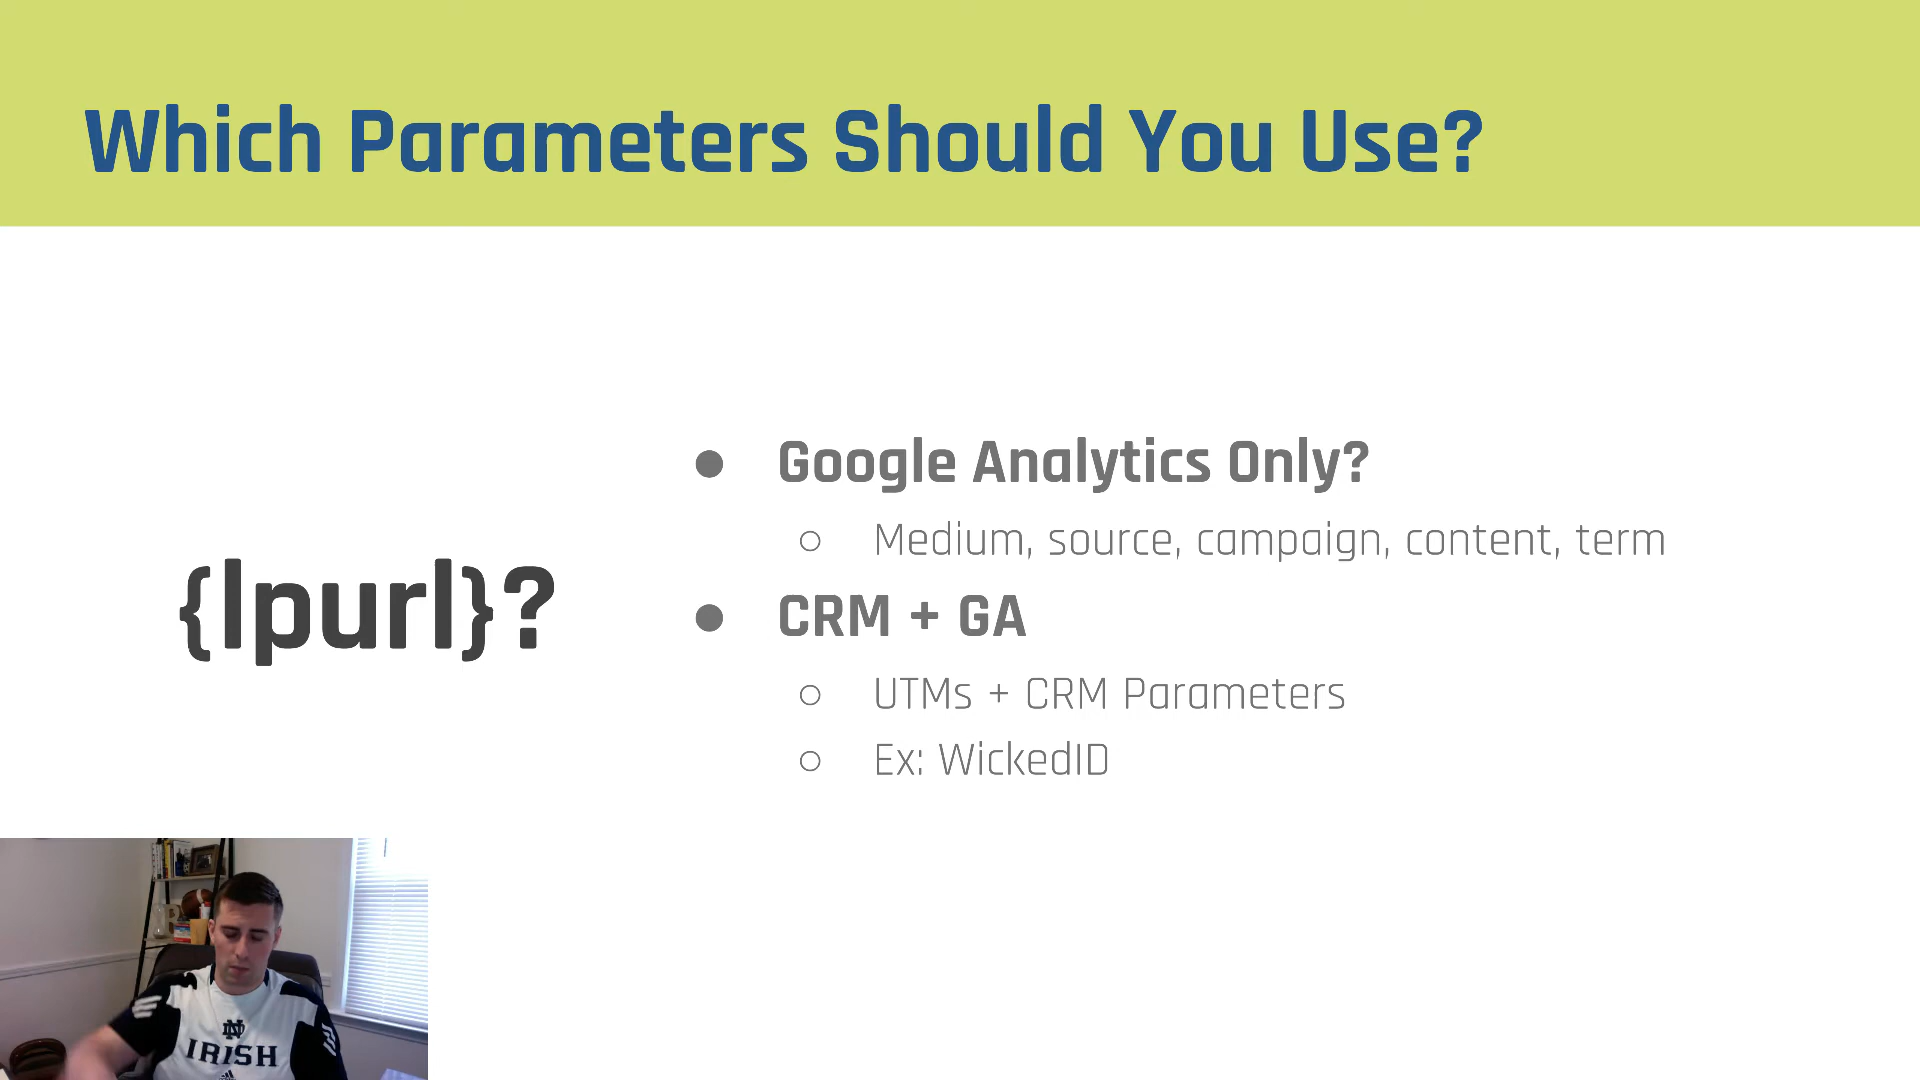 Which Parameters Should You Use?
{lpurl}?
● Google Analytics Only?
○ Medium, source, campaign, content, term
● CRM + GA
○ UTMs + CRM Parameters
○ Ex: WickedID
ND
IRISH